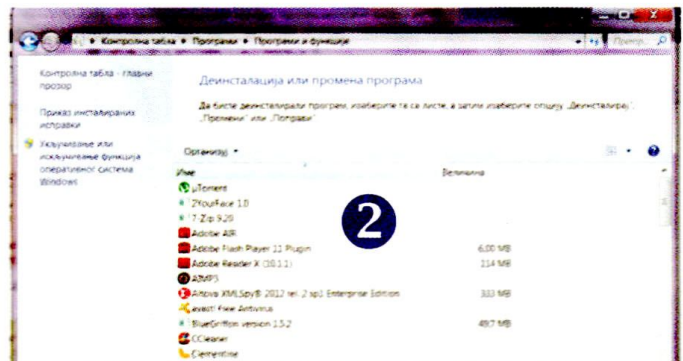 Контролна табла ▸ Програми ▸ Програми и функције
Претр...
Контролна табла - главни
прозор
Приказ инсталираних
исправки
Укључивање или
искључивање функција
оперативног система
Windows
Деинсталација или промена програма
Да бисте деинсталирали програм, изаберите га са листе, а затим изаберите опцију „Деинсталирај“,
„Промени“ или „Поправи“
Организуј
Име Величина
µTorrent
2YourFace 1.0
7-Zip 9.20
Adobe AIR
2
Adobe Flash Player 11 Plugin 6,00 MB
Adobe Reader X (10.1.1) 114 MB
AIMP3
Altova XMLSpy® 2012 rel. 2 sp1 Enterprise Edition 333 MB
avast! Free Antivirus
BlueGriffon version 1.5.2 49,7 MB
CCleaner
Clementine